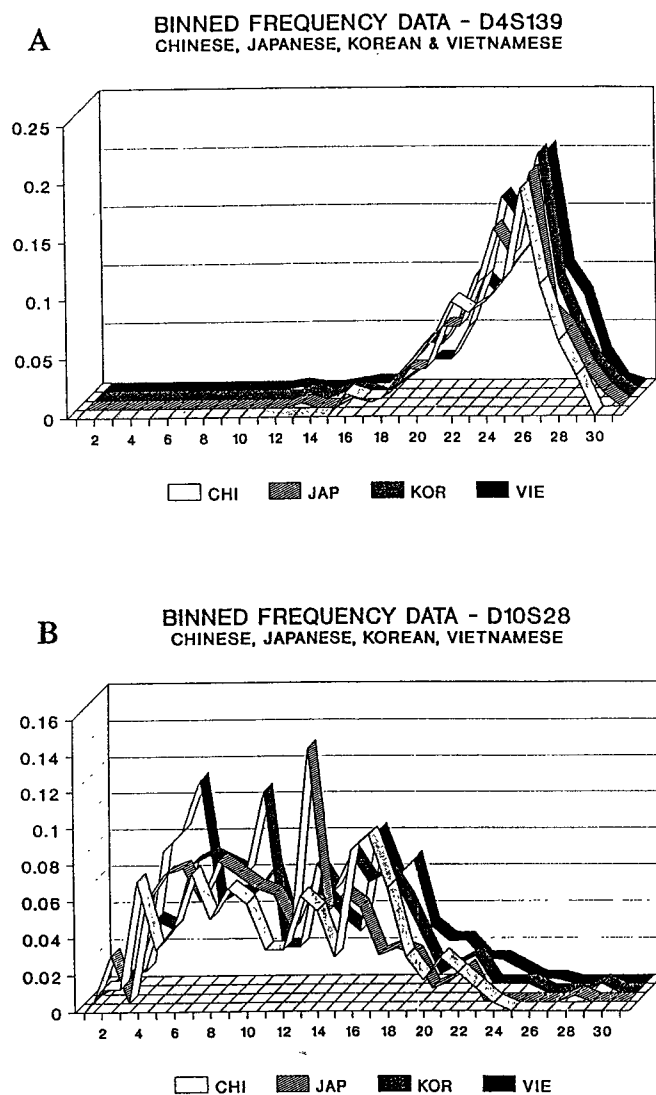 A
BINNED FREQUENCY DATA - D4S139
CHINESE, JAPANESE, KOREAN & VIETNAMESE
0.25
0.2
0.15
0.1
0.05
0
2 4 6 8 10 12 14 16 18 20 22 24 26 28 30
CHI JAP KOR VIE
B
BINNED FREQUENCY DATA - D10S28
CHINESE, JAPANESE, KOREAN, VIETNAMESE
0.16
0.14
0.12
0.1
0.08
0.06
0.04
0.02
0
2 4 6 8 10 12 14 16 18 20 22 24 26 28 30
CHI JAP KOR VIE